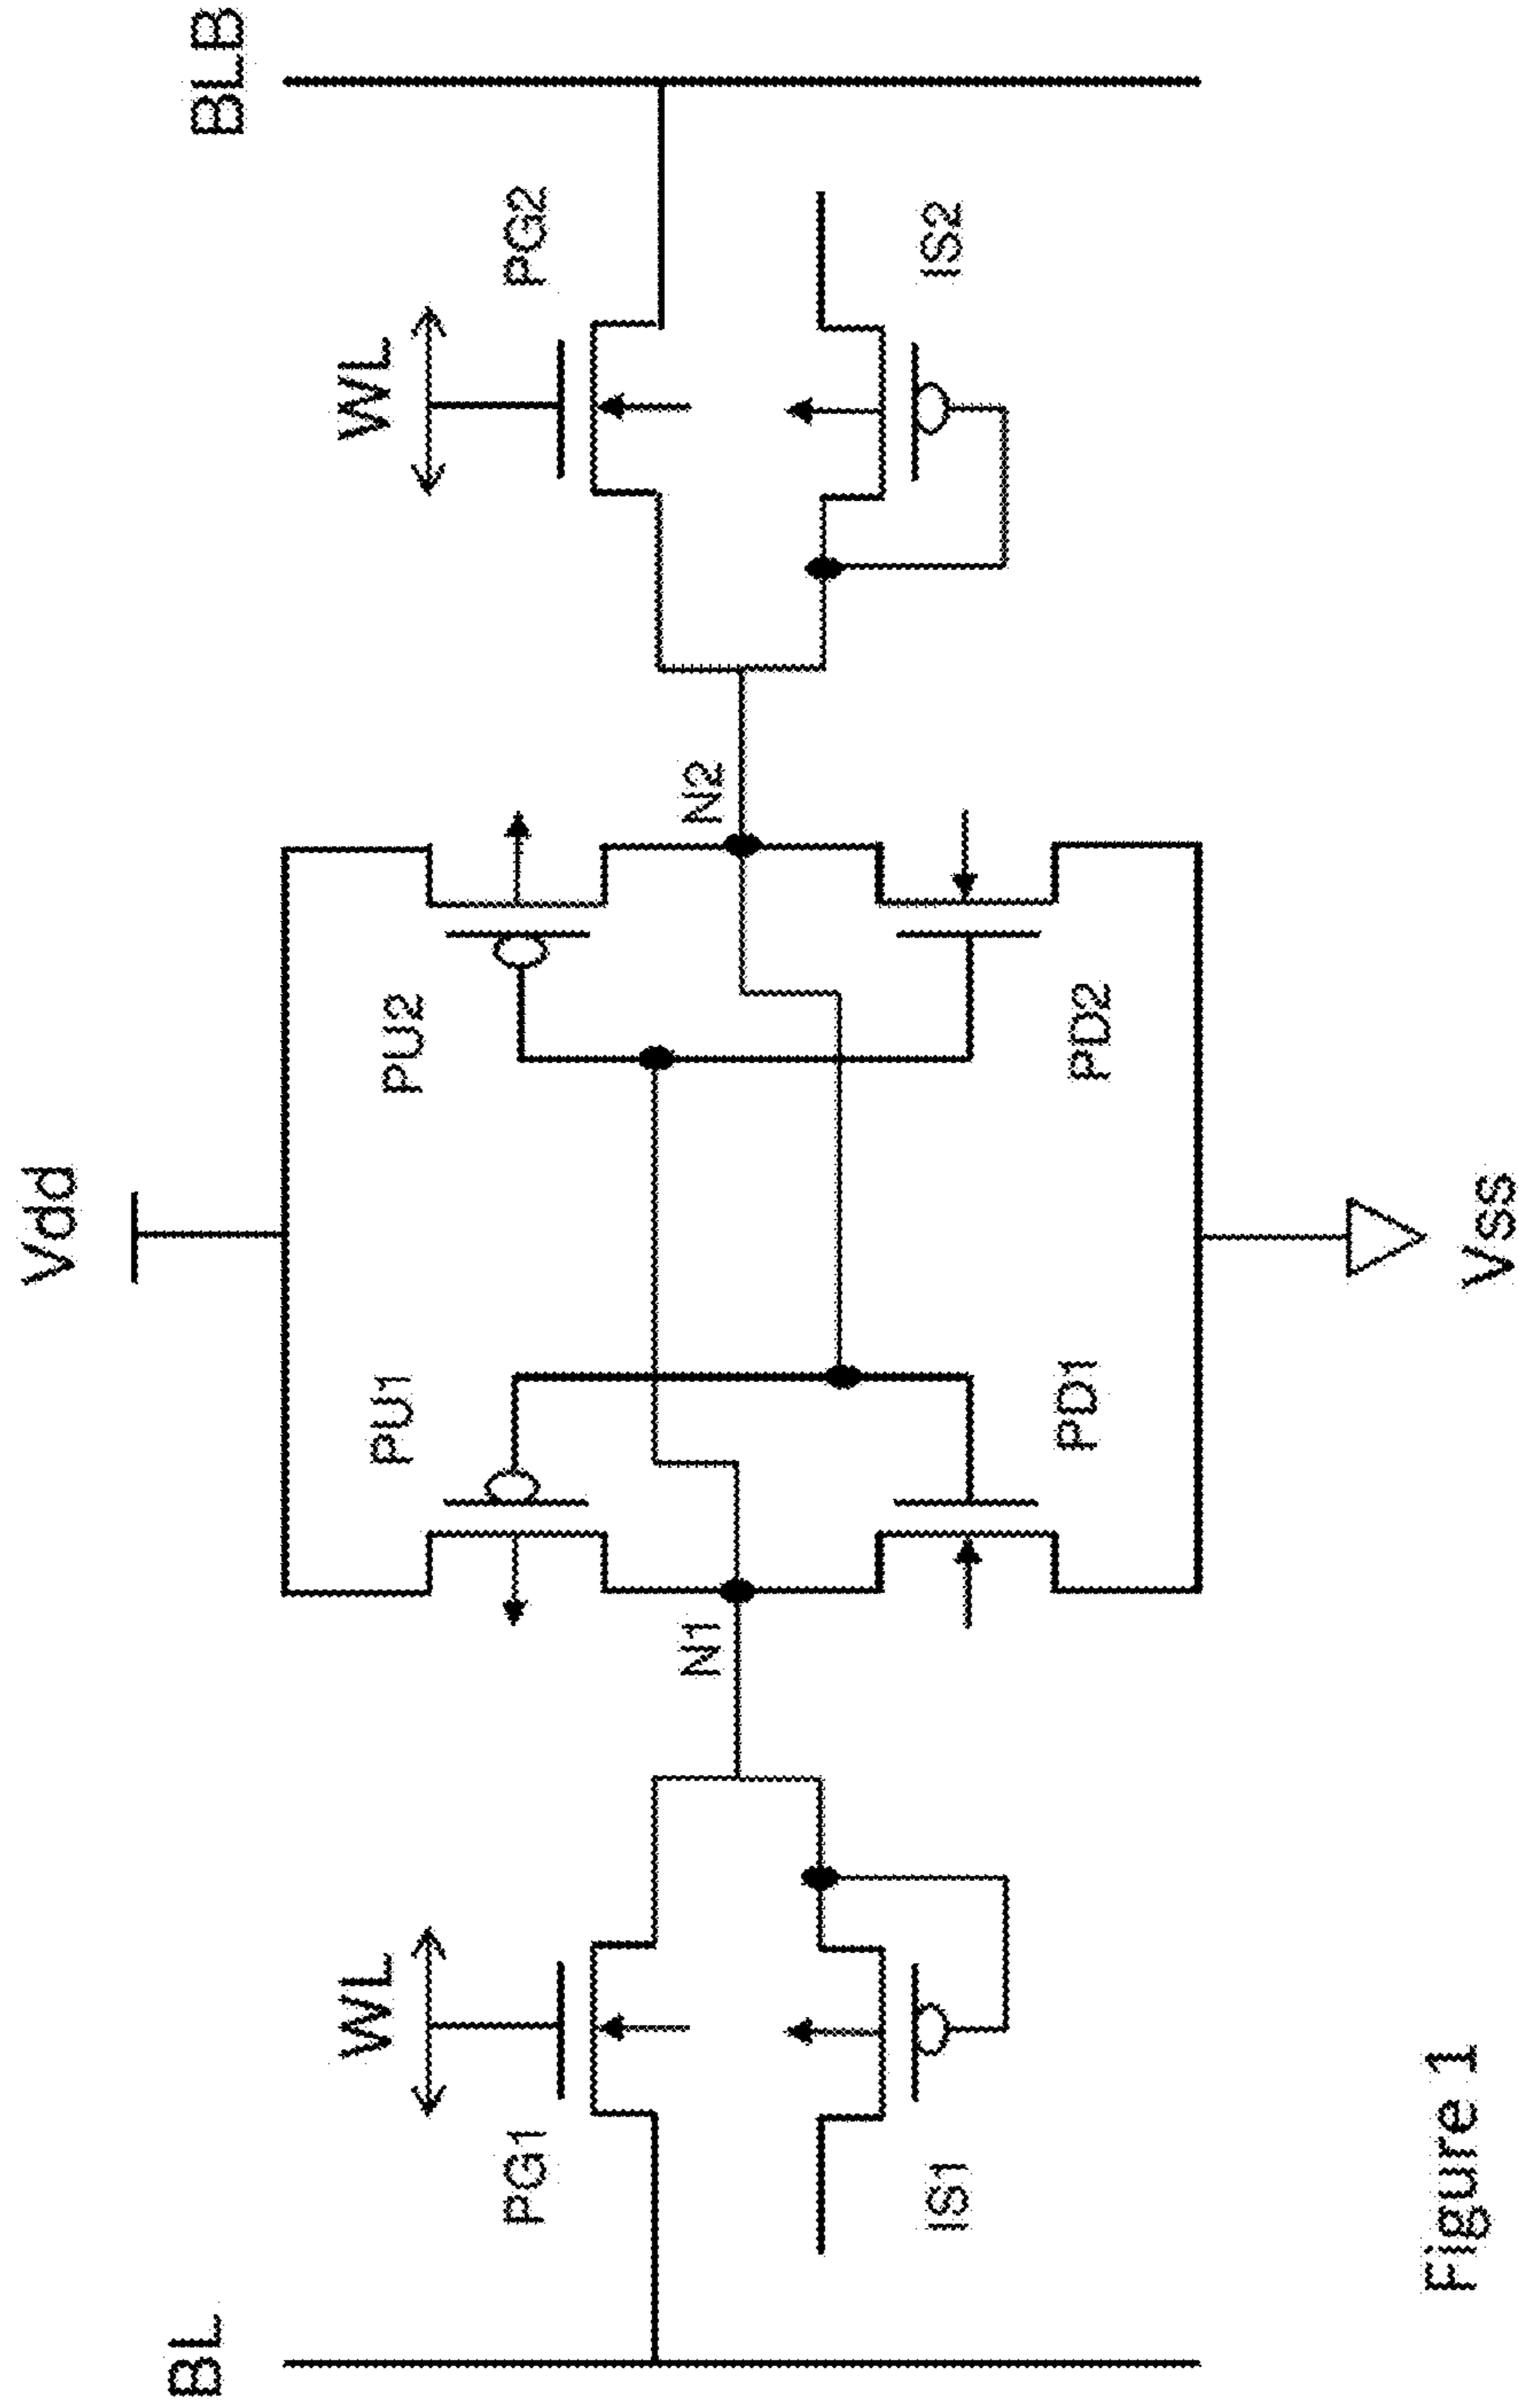 Vdd
BL
BLB
WL
WL
PU1
PU2
PG1
PG2
N1
N2
IS1
IS2
PD1
PD2
Vss
Figure 1